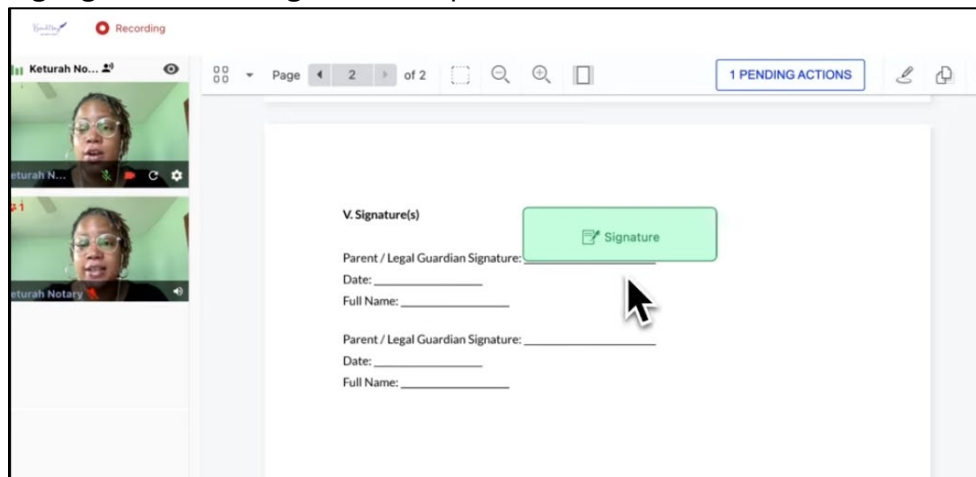 Recording
Keturah No...
Page 2 of 2
1 PENDING ACTIONS
eturah N...
1
V. Signature(s)
Signature
Parent / Legal Guardian Signature:
Date:
Full Name:
eturah Notary
Parent / Legal Guardian Signature:
Date:
Full Name: